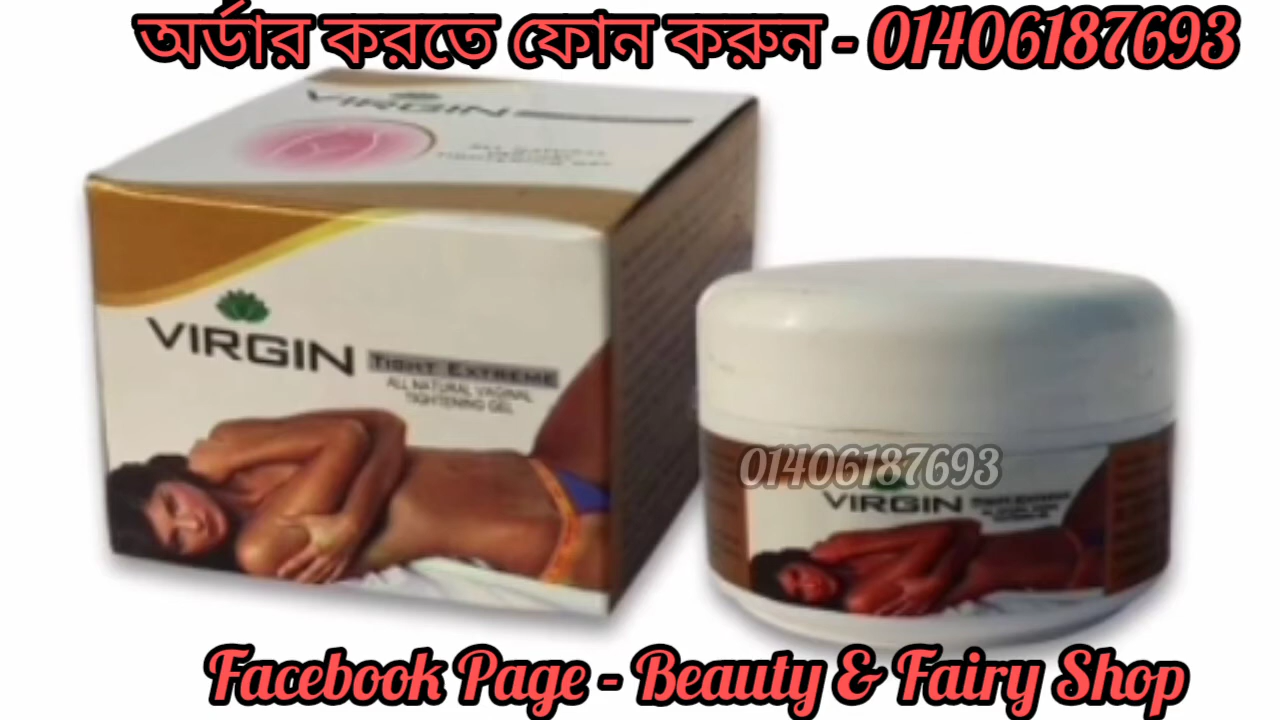 অর্ডার করতে ফোন করুন - 01406187693
VIRGIN
VIRGIN
TIGHT EXTREME
ALL NATURAL VAGINAL
TIGHTENING GEL
01406187693
VIRGIN
Facebook Page - Beauty & Fairy Shop